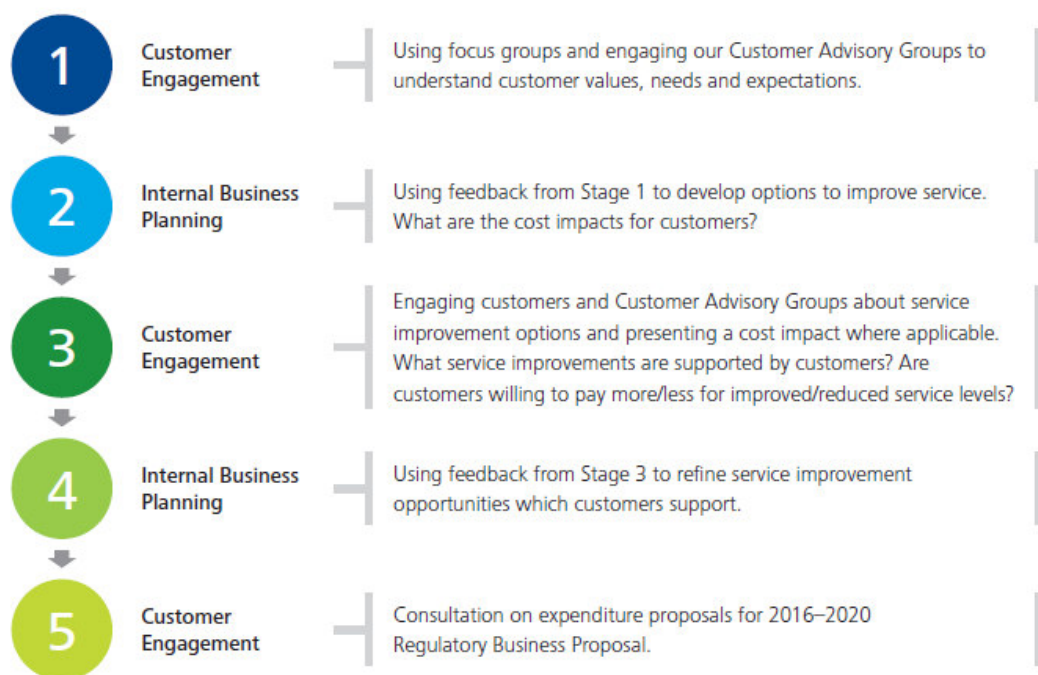 1
Customer
Engagement
Using focus groups and engaging our Customer Advisory Groups to
understand customer values, needs and expectations.
2
Internal Business
Planning
Using feedback from Stage 1 to develop options to improve service.
What are the cost impacts for customers?
3
Customer
Engagement
Engaging customers and Customer Advisory Groups about service
improvement options and presenting a cost impact where applicable.
What service improvements are supported by customers? Are
customers willing to pay more/less for improved/reduced service levels?
4
Internal Business
Planning
Using feedback from Stage 3 to refine service improvement
opportunities which customers support.
5
Customer
Engagement
Consultation on expenditure proposals for 2016–2020
Regulatory Business Proposal.